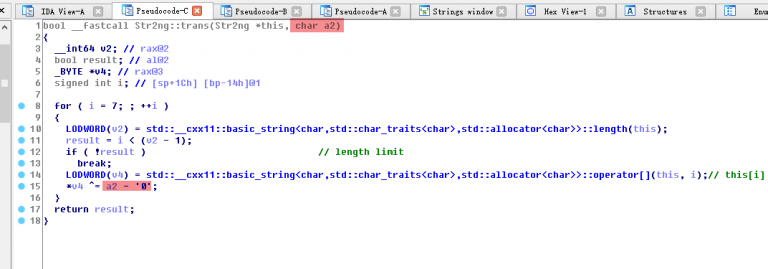 IDA View-A Pseudocode-C Pseudocode-B Pseudocode-A Strings window Hex View-1 Structures Enu
1 bool __fastcall Str2ng::trans(Str2ng *this, char a2)
2 {
3 __int64 v2; // rax@2
4 bool result; // al@2
5 _BYTE *v4; // rax@3
6 signed int i; // [sp+1Ch] [bp-14h]@1
7
8 for ( i = 7; ; ++i )
9 {
10 LODWORD(v2) = std::__cxx11::basic_string<char,std::char_traits<char>,std::allocator<char>>::length(this);
11 result = i < (v2 - 1);
12 if ( !result ) // length limit
13 break;
14 LODWORD(v4) = std::__cxx11::basic_string<char,std::char_traits<char>,std::allocator<char>>::operator[](this, i);// this[i]
15 *v4 ^= a2 - '0';
16 }
17 return result;
18 }